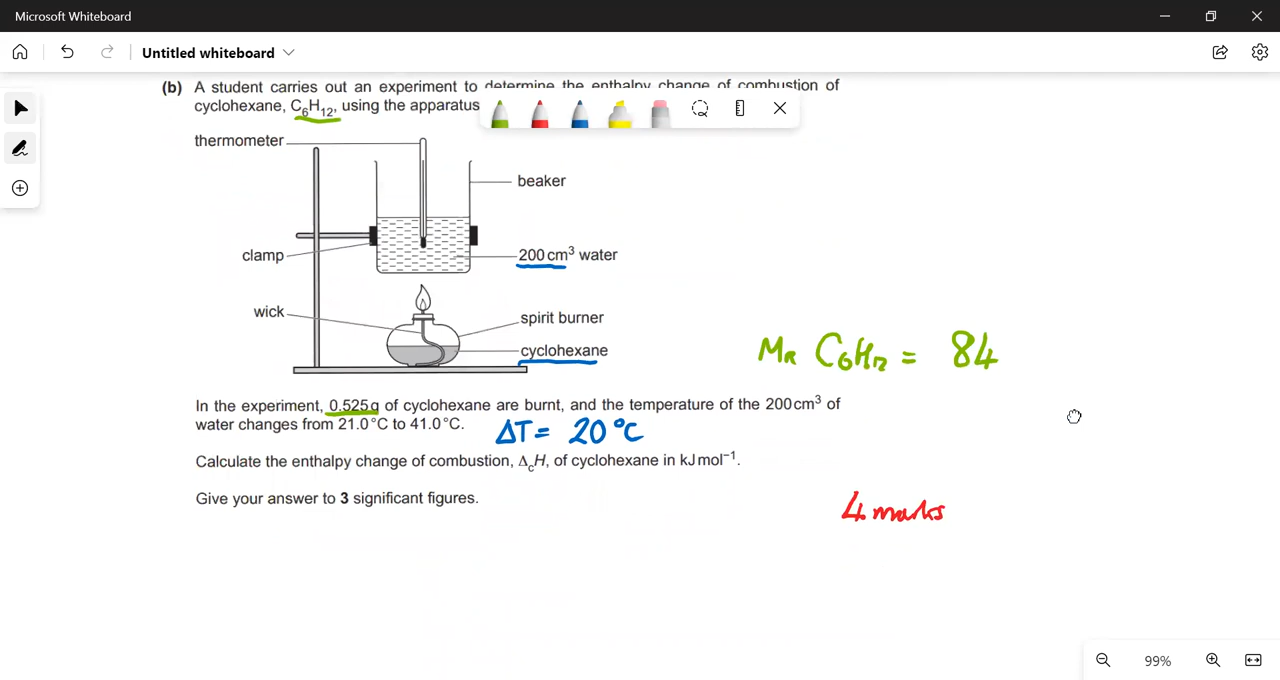 Microsoft Whiteboard
Untitled whiteboard
(b) A student carries out an experiment to determine the enthalpy change of combustion of
cyclohexane, C₆H₁₂, using the apparatus
thermometer
beaker
clamp
200 cm³ water
wick
spirit burner
cyclohexane
Mr C₆H₁₂ = 84
In the experiment, 0.525 g of cyclohexane are burnt, and the temperature of the 200 cm³ of
water changes from 21.0 °C to 41.0 °C.
ΔT = 20 °C
Calculate the enthalpy change of combustion, ΔcH, of cyclohexane in kJ mol⁻¹.
Give your answer to 3 significant figures.
4 marks
99%